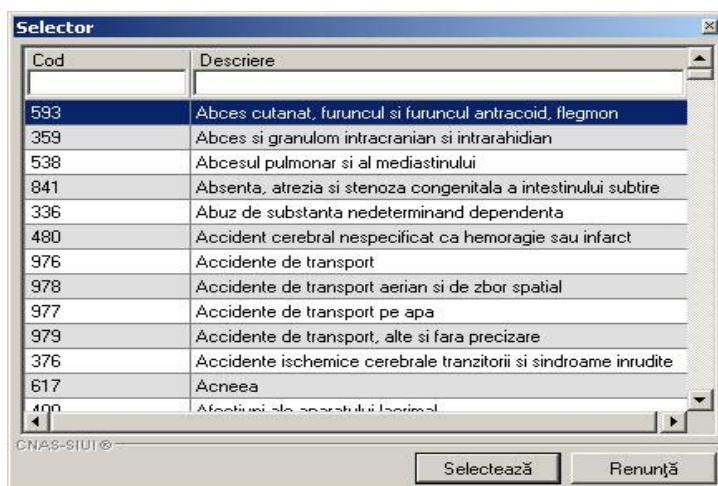 Selector
Cod Descriere
593 Abces cutanat, furuncul si furuncul antracoid, flegmon
359 Abces si granulom intracranian si intrarahidian
538 Abcesul pulmonar si al mediastinului
841 Absenta, atrezia si stenoza congenitala a intestinului subtire
336 Abuz de substanta nedeterminand dependenta
480 Accident cerebral nespecificat ca hemoragie sau infarct
976 Accidente de transport
978 Accidente de transport aerian si de zbor spatial
977 Accidente de transport pe apa
979 Accidente de transport, alte si fara precizare
376 Accidente ischemice cerebrale tranzitorii si sindroame inrudite
617 Acneea
Afectiuni ale aparatului lacrimal
CNAS-SIUI®
Selectează Renunţă